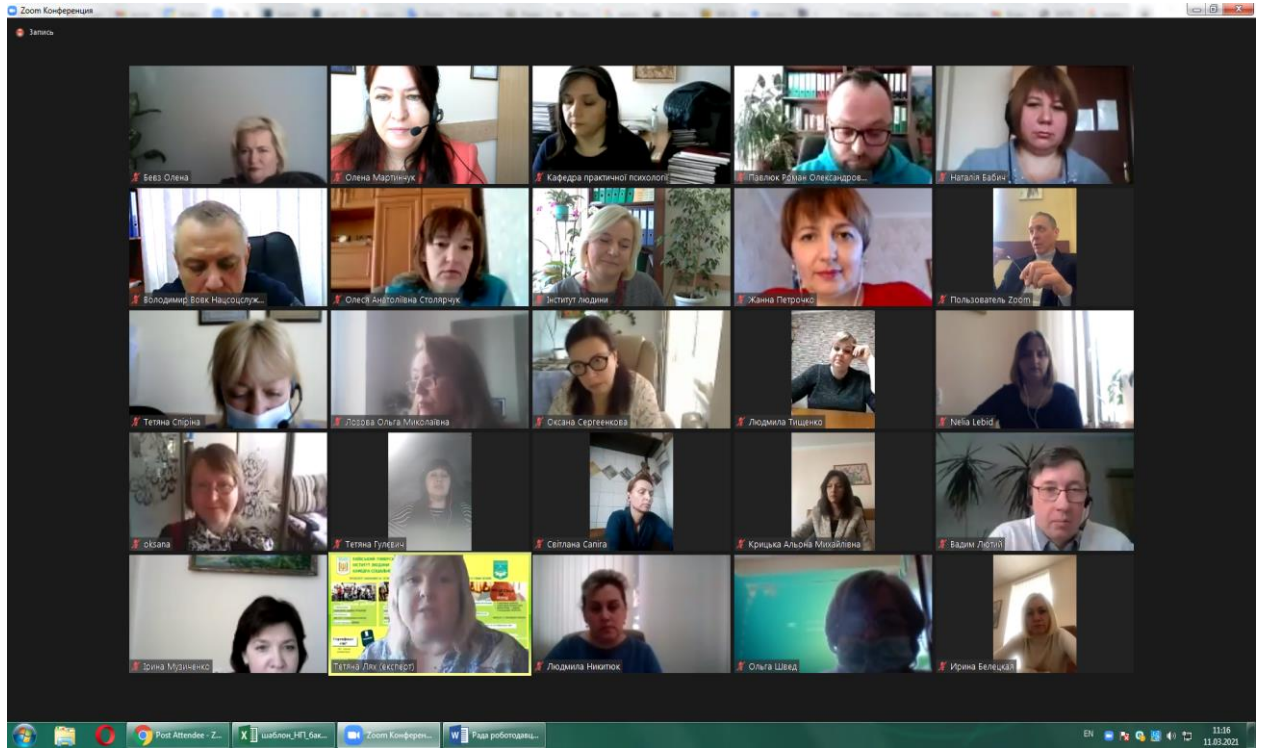 Zoom Конференция
Запись
Бевз Олена
Олена Мартинчук
Кафедра практичної психології
Павлюк Роман Олександров...
Наталія Бабич
Володимир Вовк Нацсоцслуж...
Олеся Анатоліївна Столярчук
Інститут людини
Жанна Петрочко
Пользователь Zoom
Тетяна Спіріна
Лозова Ольга Миколаївна
Оксана Сергеенкова
Людмила Тищенко
Nelia Lebid
oksana
Тетяна Гулєвич
Світлана Сапіга
Крицька Альона Михайлівна
Вадим Лютий
Ірина Музиченко
Тетяна Лях (експерт)
Людмила Никитюк
Ольга Швед
Ирина Белецкая
Post Attendee - Z...
шаблон_НП_бак...
Zoom Конферен...
Рада роботодавц...
EN
11:16
11.03.2021